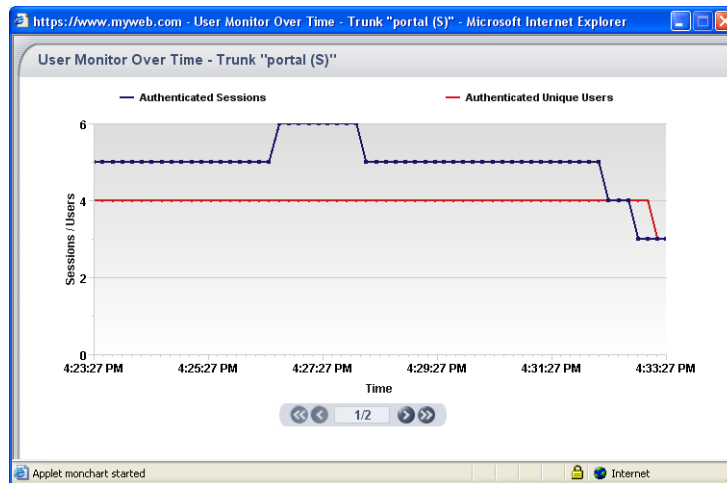 https://www.myweb.com - User Monitor Over Time - Trunk "portal (S)" - Microsoft Internet Explorer
User Monitor Over Time - Trunk "portal (S)"
Authenticated Sessions Authenticated Unique Users
6
4
2
0
Sessions / Users
4:23:27 PM 4:25:27 PM 4:27:27 PM 4:29:27 PM 4:31:27 PM 4:33:27 PM
Time
1/2
Applet monchart started Internet